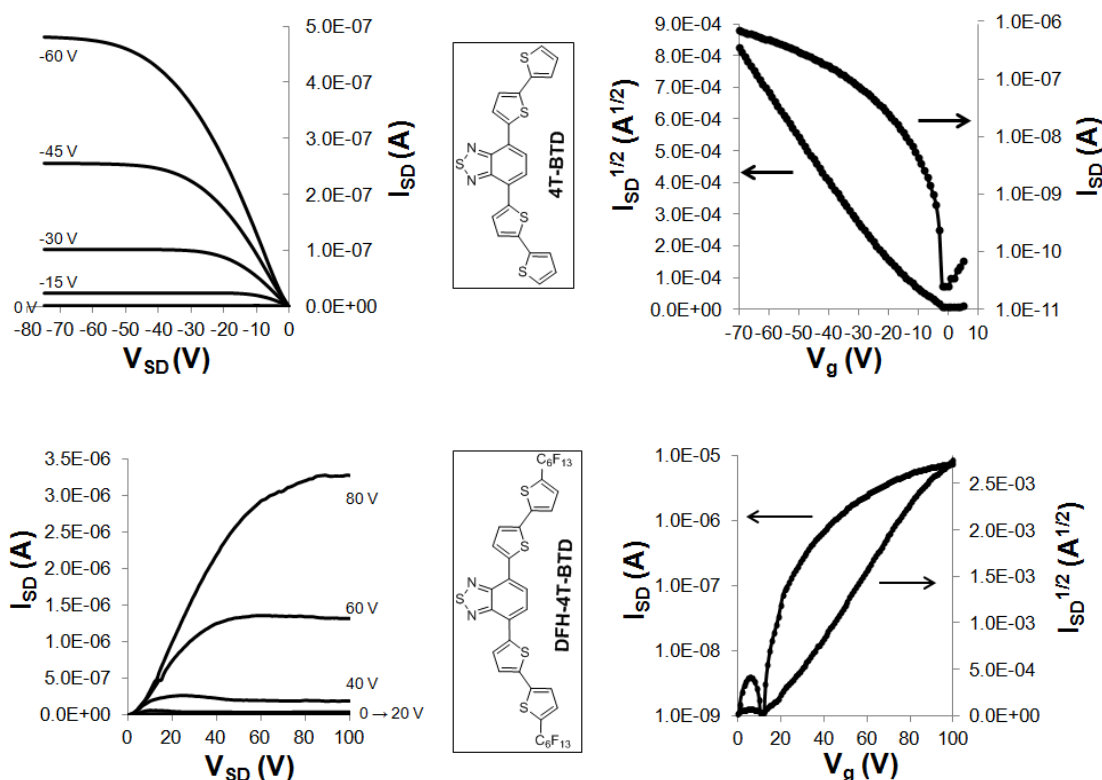 5.0E-07
4.0E-07
3.0E-07
2.0E-07
1.0E-07
0.0E+00
I_SD (A)
-60 V
-45 V
-30 V
-15 V
0 V
-80 -70 -60 -50 -40 -30 -20 -10 0
V_SD (V)
S
S
N
S
N
S
S
4T-BTD
9.0E-04
8.0E-04
7.0E-04
6.0E-04
5.0E-04
4.0E-04
3.0E-04
2.0E-04
1.0E-04
0.0E+00
I_SD^1/2 (A^1/2)
1.0E-06
1.0E-07
1.0E-08
1.0E-09
1.0E-10
1.0E-11
I_SD (A)
-70 -60 -50 -40 -30 -20 -10 0 10
V_g (V)
3.5E-06
3.0E-06
2.5E-06
2.0E-06
1.5E-06
1.0E-06
5.0E-07
0.0E+00
I_SD (A)
80 V
60 V
40 V
0 → 20 V
0 20 40 60 80 100
V_SD (V)
C₆F₁₃
S
S
N
S
N
S
S
C₆F₁₃
DFH-4T-BTD
1.0E-05
1.0E-06
1.0E-07
1.0E-08
1.0E-09
I_SD (A)
2.5E-03
2.0E-03
1.5E-03
1.0E-03
5.0E-04
0.0E+00
I_SD^1/2 (A^1/2)
0 20 40 60 80 100
V_g (V)